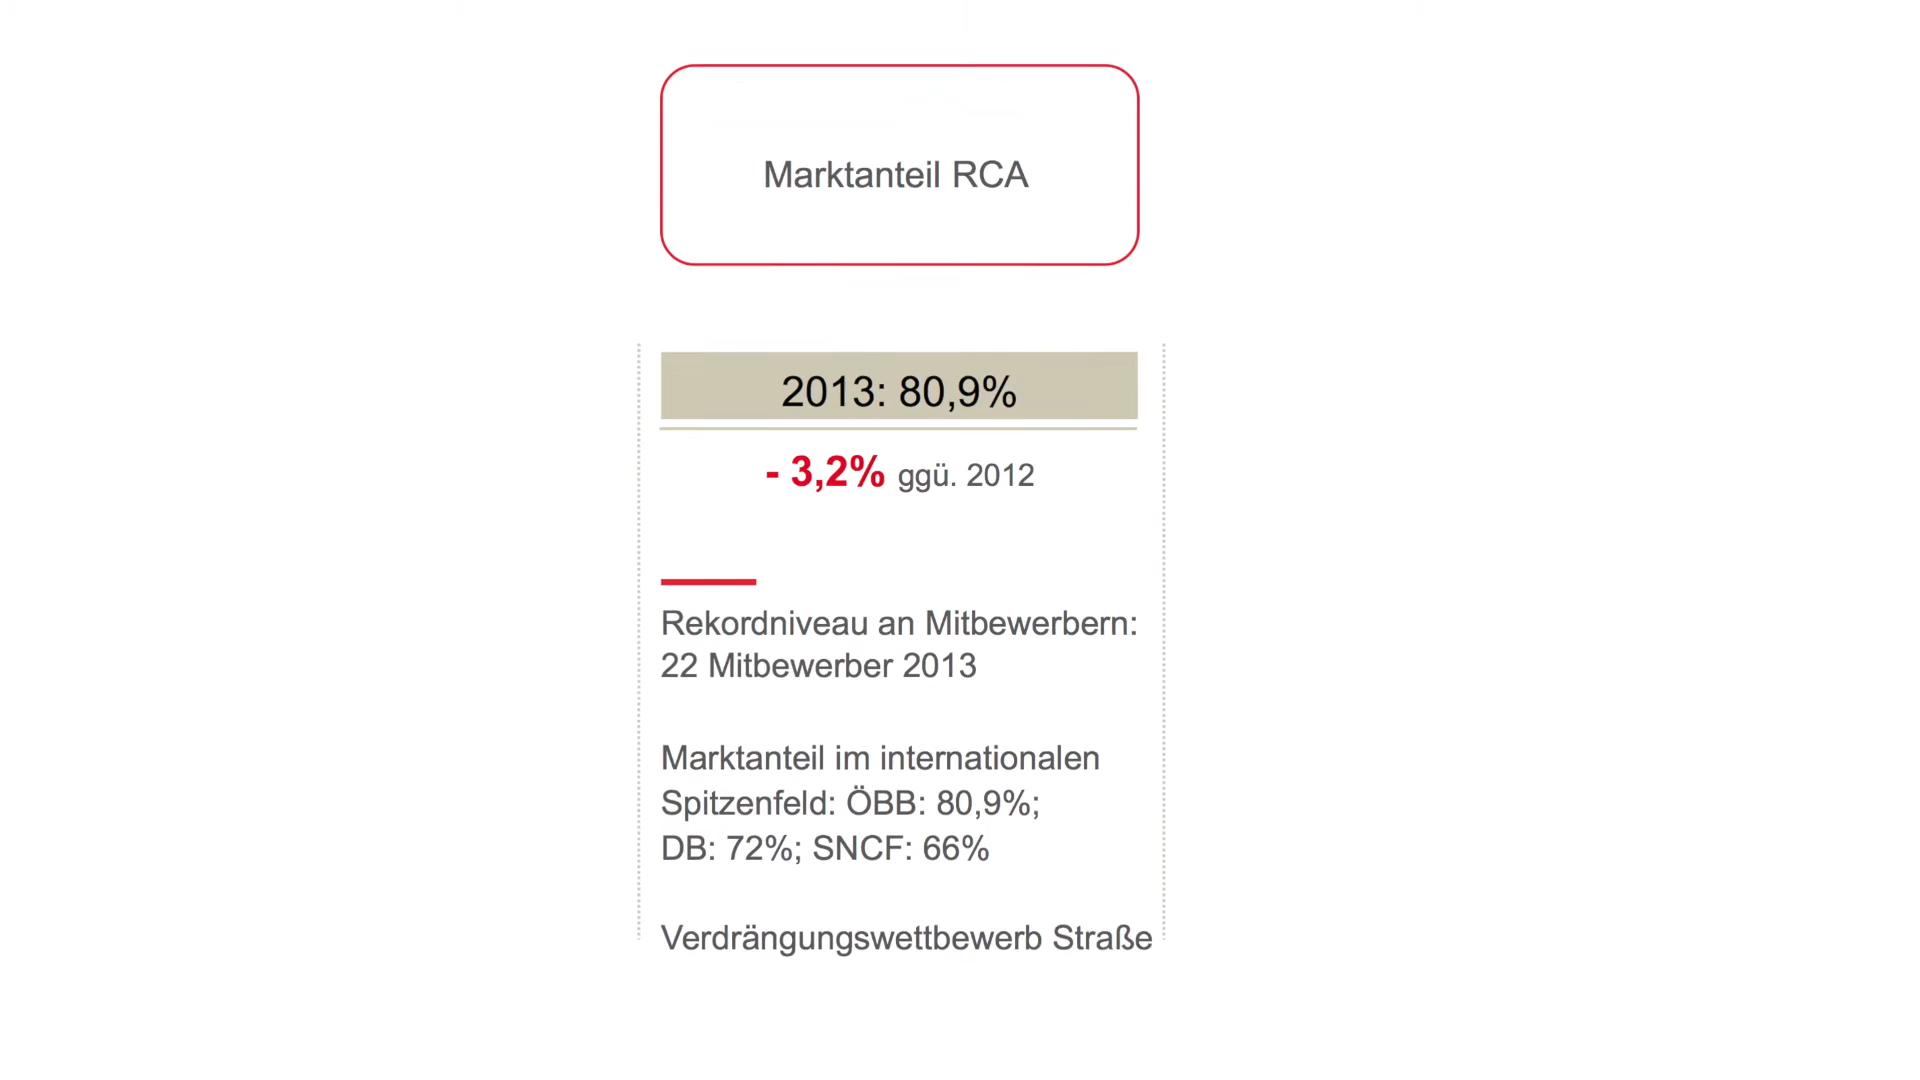 Marktanteil RCA
2013: 80,9%
- 3,2% ggü. 2012
Rekordniveau an Mitbewerbern:
22 Mitbewerber 2013
Marktanteil im internationalen
Spitzenfeld: ÖBB: 80,9%;
DB: 72%; SNCF: 66%
Verdrängungswettbewerb Straße